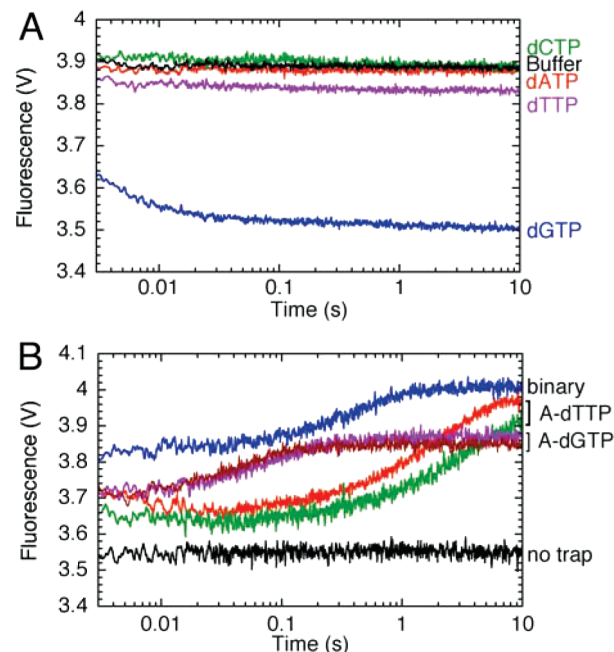 A
4
3.9
3.8
3.7
3.6
3.5
3.4
Fluorescence (V)
dCTP
Buffer
dATP
dTTP
dGTP
0.01 0.1 1 10
Time (s)
B
4.1
4
3.9
3.8
3.7
3.6
3.5
3.4
Fluorescence (V)
binary
A-dTTP
A-dGTP
no trap
0.01 0.1 1 10
Time (s)